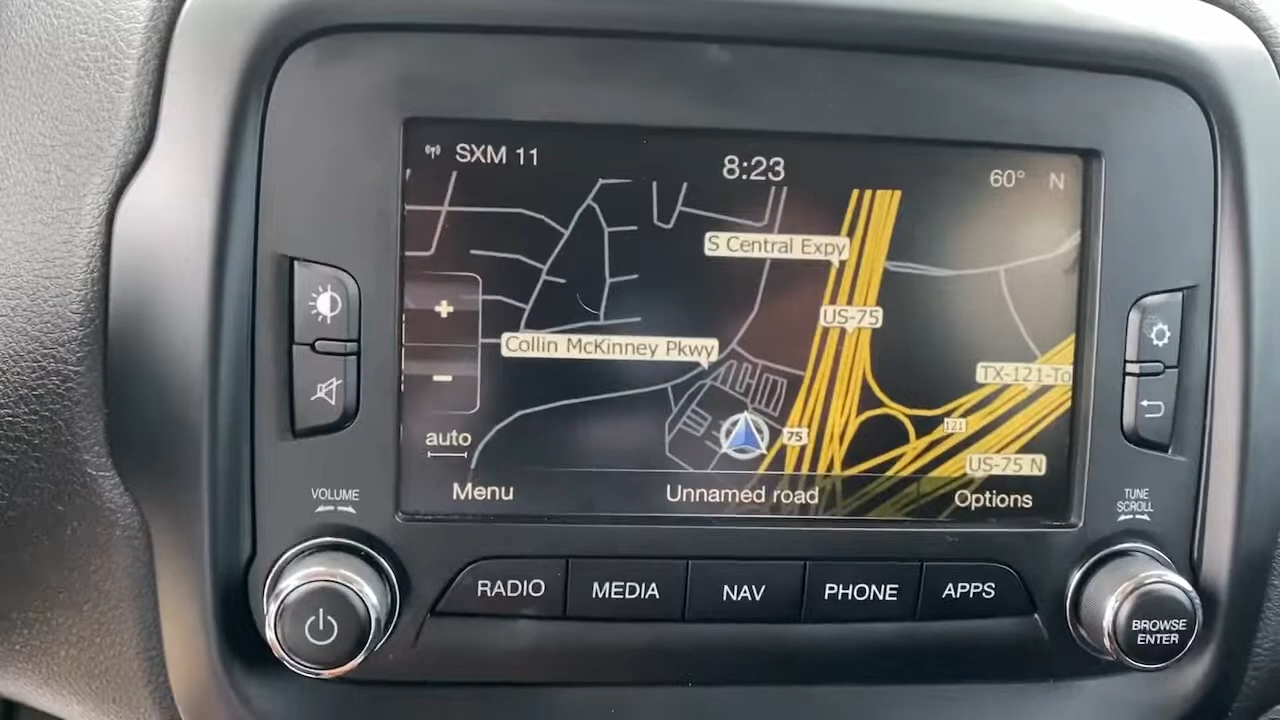 SXM 11
8:23
60° N
S Central Expy
US-75
Collin McKinney Pkwy
TX-121-To
+
-
auto
75
121
US-75 N
Menu
Unnamed road
Options
VOLUME
TUNE
SCROLL
RADIO
MEDIA
NAV
PHONE
APPS
BROWSE
ENTER